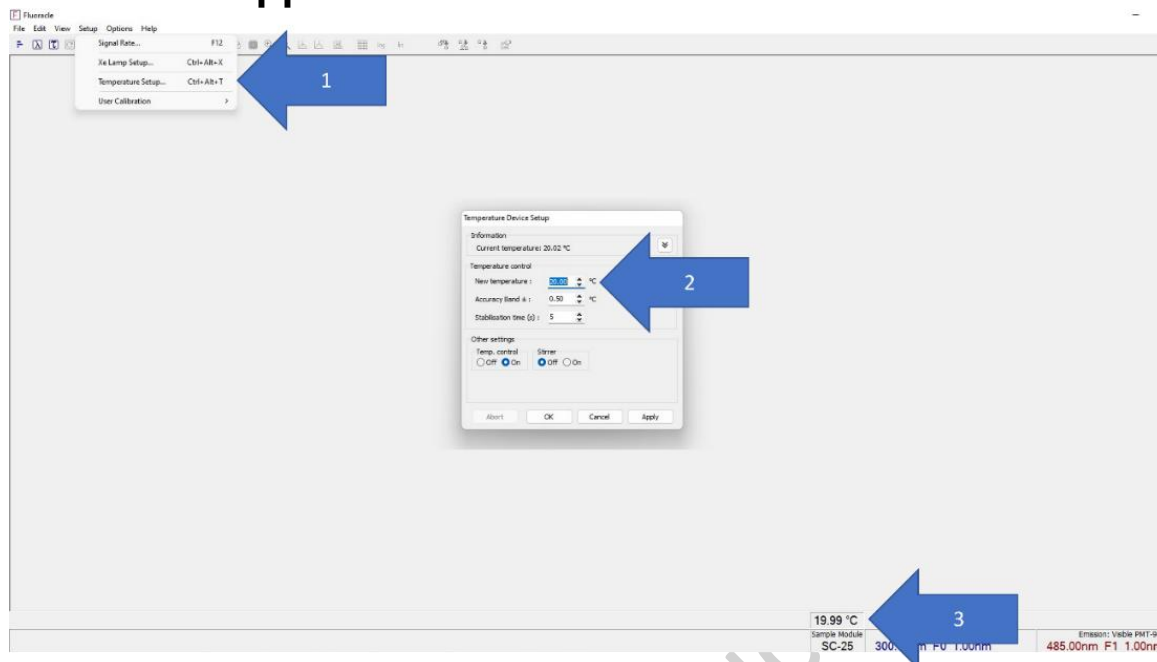 Fluoracle
File Edit View Setup Options Help
Signal Rate... F12
Xe Lamp Setup... Ctrl+Alt+X
Temperature Setup... Ctrl+Alt+T
User Calibration >
1
Temperature Device Setup
Information
Current temperature: 20.02 °C
Temperature control
New temperature : 20.00 °C
2
Accuracy Band ± : 0.50 °C
Stabilisation time (s) : 5
Other settings
Temp. control Stirrer
Off On Off On
Abort OK Cancel Apply
19.99 °C
3
Sample Module
SC-25
F0 1.00nm
Emission: Visible PMT-9
485.00nm F1 1.00nm